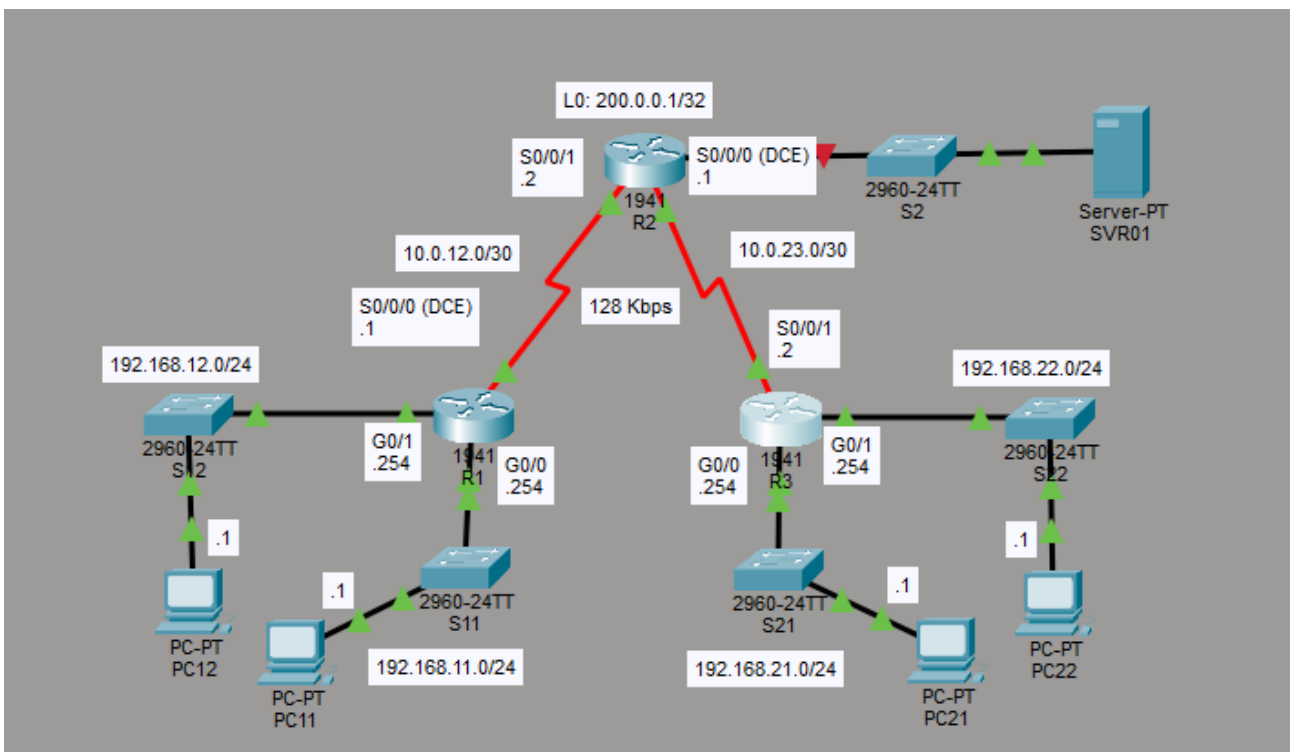 L0: 200.0.0.1/32
S0/0/1
.2
S0/0/0 (DCE)
.1
1941
R2
2960-24TT
S2
Server-PT
SVR01
10.0.12.0/30
10.0.23.0/30
S0/0/0 (DCE)
.1
128 Kbps
S0/0/1
.2
192.168.12.0/24
192.168.22.0/24
2960-24TT
G0/1
.254
1941
R1
G0/0
.254
G0/0
.254
1941
R3
G0/1
.254
2960-24TT
S22
.1
.1
.1
2960-24TT
S11
2960-24TT
S21
.1
PC-PT
PC12
192.168.11.0/24
192.168.21.0/24
PC-PT
PC22
PC-PT
PC11
PC-PT
PC21